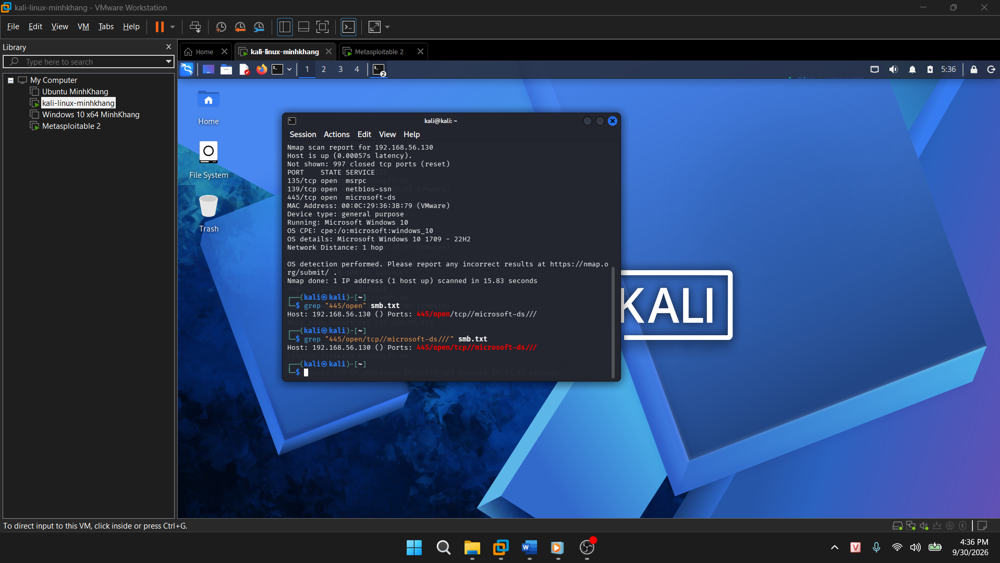 kali-linux-minhkhang - VMware Workstation
File Edit View VM Tabs Help
Library
Type here to search
My Computer
Ubuntu MinhKhang
kali-linux-minhkhang
Windows 10 x64 MinhKhang
Metasploitable 2
Home kali-linux-minhkhang Metasploitable 2
1 2 3 4 2 5:36
Home
File System
Trash
kali@kali: ~
Session Actions Edit View Help
Nmap scan report for 192.168.56.130
Host is up (0.00057s latency).
Not shown: 997 closed tcp ports (reset)
PORT STATE SERVICE
135/tcp open msrpc
139/tcp open netbios-ssn
445/tcp open microsoft-ds
MAC Address: 00:0C:29:36:3B:79 (VMware)
Device type: general purpose
Running: Microsoft Windows 10
OS CPE: cpe:/o:microsoft:windows_10
OS details: Microsoft Windows 10 1709 - 22H2
Network Distance: 1 hop
OS detection performed. Please report any incorrect results at https://nmap.o
rg/submit/ .
Nmap done: 1 IP address (1 host up) scanned in 15.83 seconds
┌──(kali㉿kali)-[~]
└─$ grep "445/open" smb.txt
Host: 192.168.56.130 () Ports: 445/open/tcp//microsoft-ds///
┌──(kali㉿kali)-[~]
└─$ grep "445/open/tcp//microsoft-ds///" smb.txt
Host: 192.168.56.130 () Ports: 445/open/tcp//microsoft-ds///
┌──(kali㉿kali)-[~]
└─$
KALI
To direct input to this VM, click inside or press Ctrl+G.
4:36 PM
9/30/2026